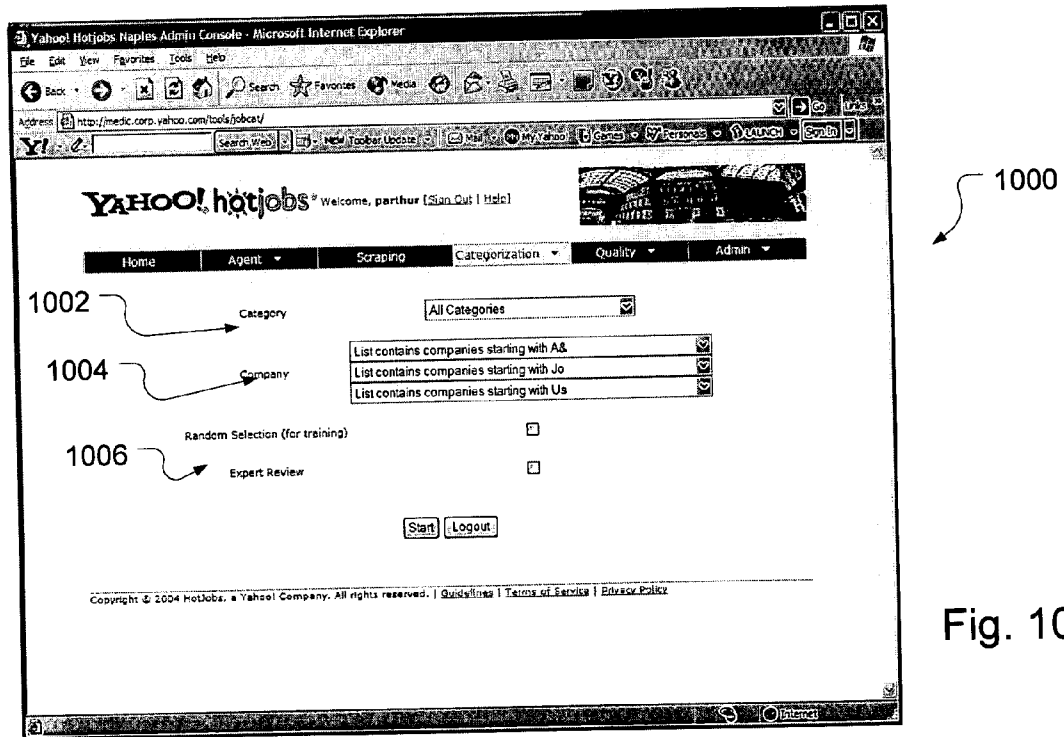 Yahoo! Hotjobs Naples Admin Console - Microsoft Internet Explorer
File Edit View Favorites Tools Help
Back Search Favorites Media
Address http://medic.corp.yahoo.com/tools/jobcat/ Go Links
Y! Search Web New Toolbar Update Mail My Yahoo! Games Personals LAUNCH Sign In
1000
YAHOO! hotjobs® Welcome, parthur [Sign Out | Help]
Home Agent Scraping Categorization Quality Admin
1002
Category All Categories
List contains companies starting with A&
1004
Company List contains companies starting with Jo
List contains companies starting with Us
Random Selection (for training)
1006
Expert Review
Start Logout
Copyright © 2004 HotJobs, a Yahoo! Company. All rights reserved. | Guidelines | Terms of Service | Privacy Policy
Fig. 10
Internet